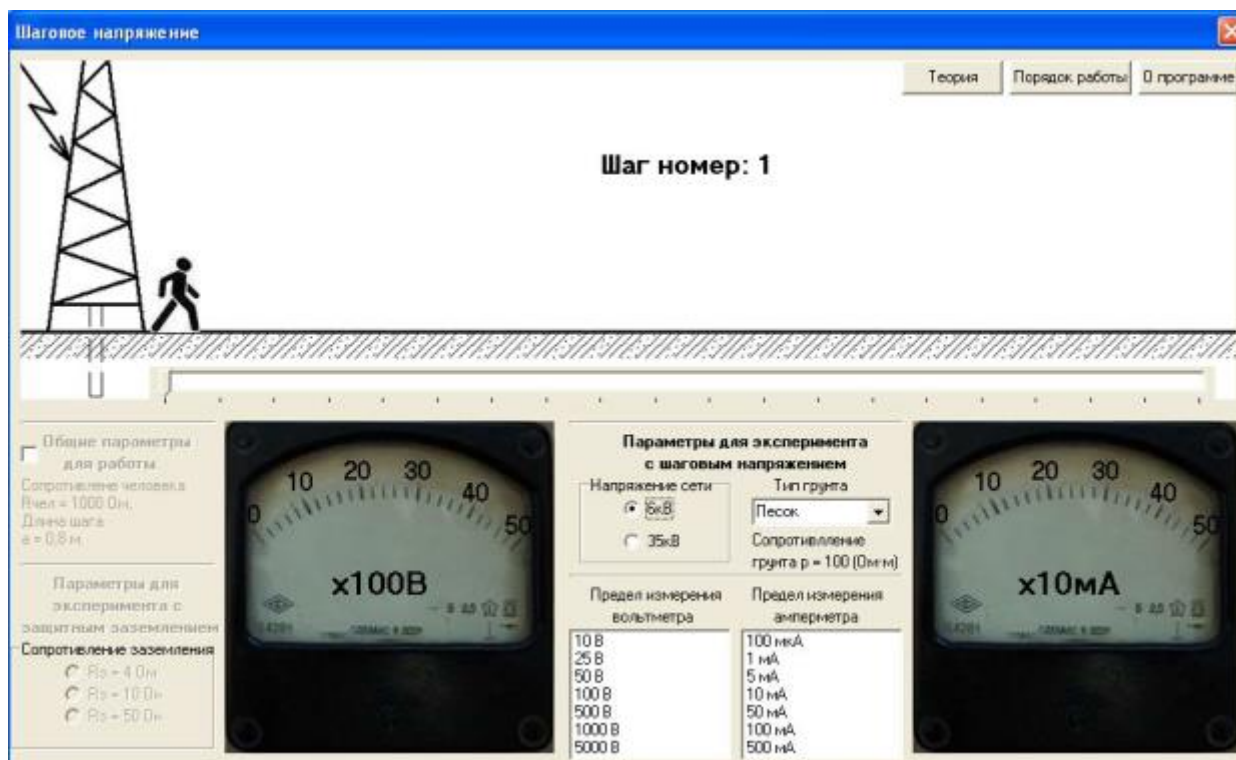 Шаговое напряжение
Теория
Порядок работы
О программе
Шаг номер: 1
Общие параметры
для работы
Сопротивление человека
Rчел = 1000 Ом.
Длина шага
а = 0,8 м.
Параметры для
эксперимента с
защитным заземлением
Сопротивление заземления
Rз = 4 Ом
Rз = 10 Ом
Rз = 50 Ом
0 10 20 30 40 50
x100В
Параметры для эксперимента
с шаговым напряжением
Напряжение сети
6кВ
35кВ
Тип грунта
Песок
Сопротивлление
грунта р = 100 (Ом·м)
Предел измерения
вольтметра
10 В
25 В
50 В
100 В
500 В
1000 В
5000 В
Предел измерения
амперметра
100 мкА
1 мА
5 мА
10 мА
50 мА
100 мА
500 мА
0 10 20 30 40 50
x10мА